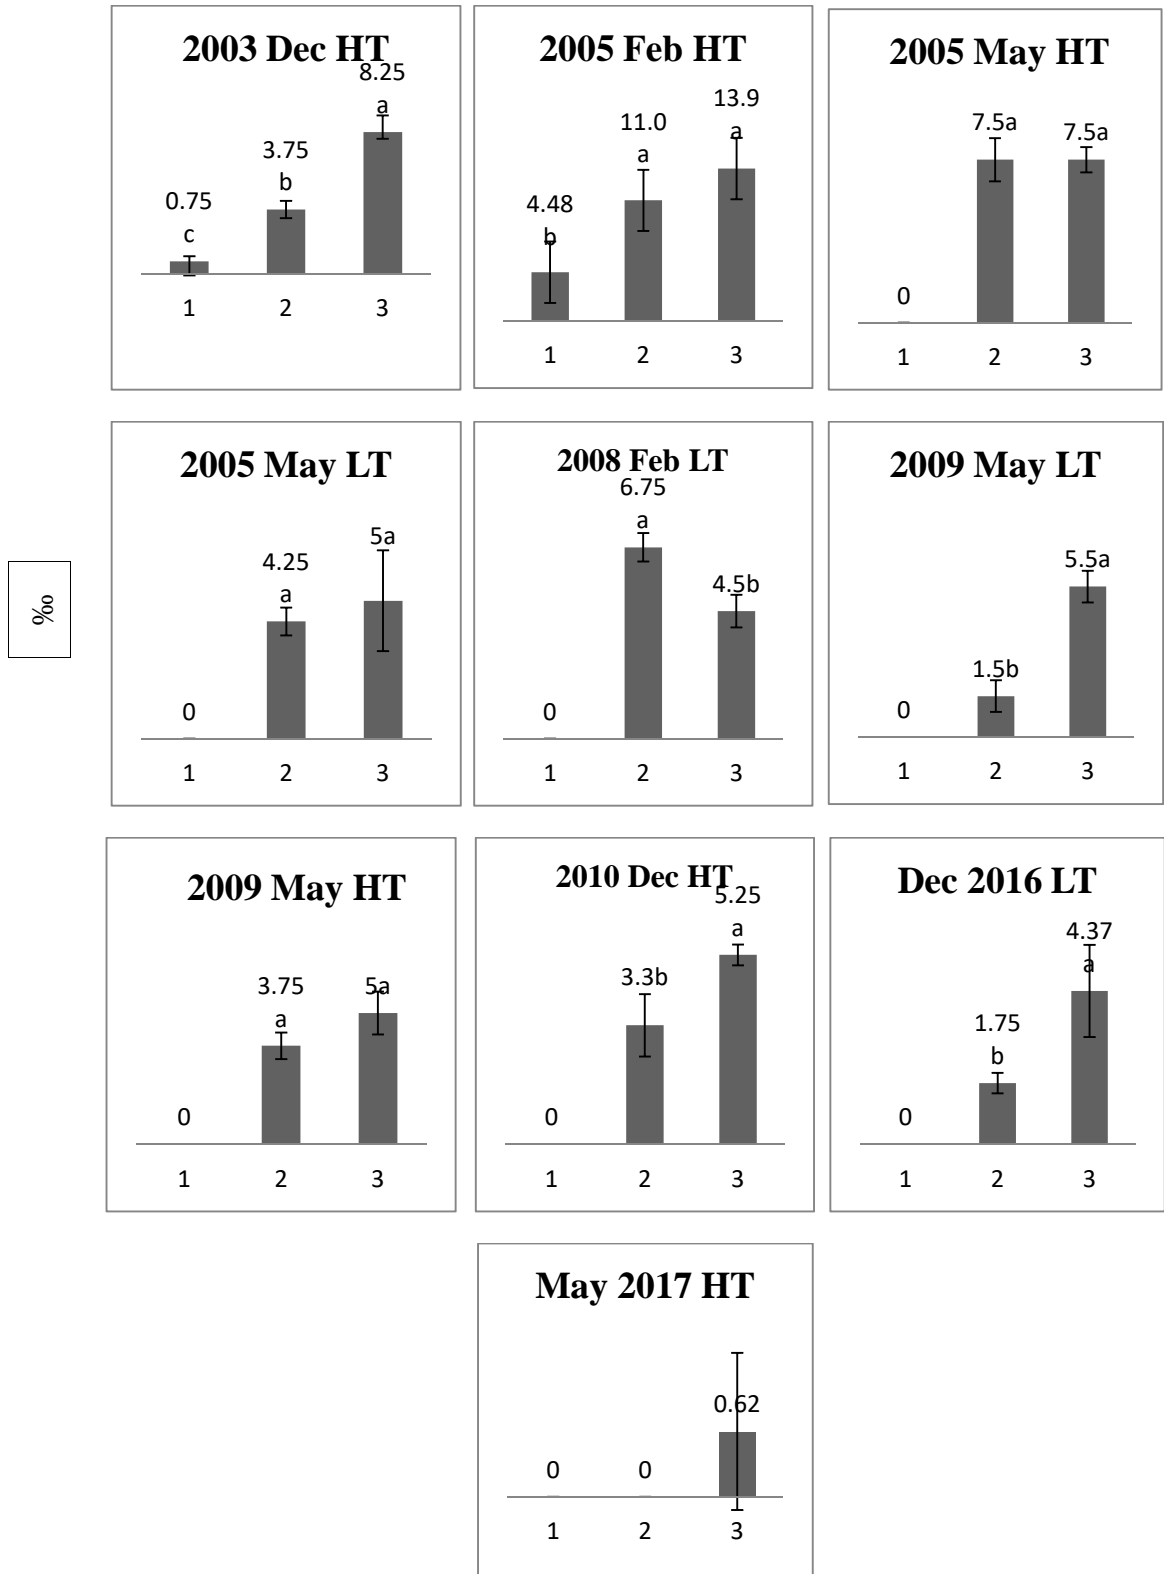 2003 Dec HT
8.25
a
3.75
b
0.75
c
1 2 3
2005 Feb HT
13.9
a
11.0
a
4.48
b
1 2 3
2005 May HT
7.5a 7.5a
0
1 2 3
‰
2005 May LT
5a
4.25
a
0
1 2 3
2008 Feb LT
6.75
a
4.5b
0
1 2 3
2009 May LT
5.5a
1.5b
0
1 2 3
2009 May HT
3.75 5a
a
0
1 2 3
2010 Dec HT
5.25
a
3.3b
0
1 2 3
Dec 2016 LT
4.37
a
1.75
b
0
1 2 3
May 2017 HT
0.62
0 0
1 2 3